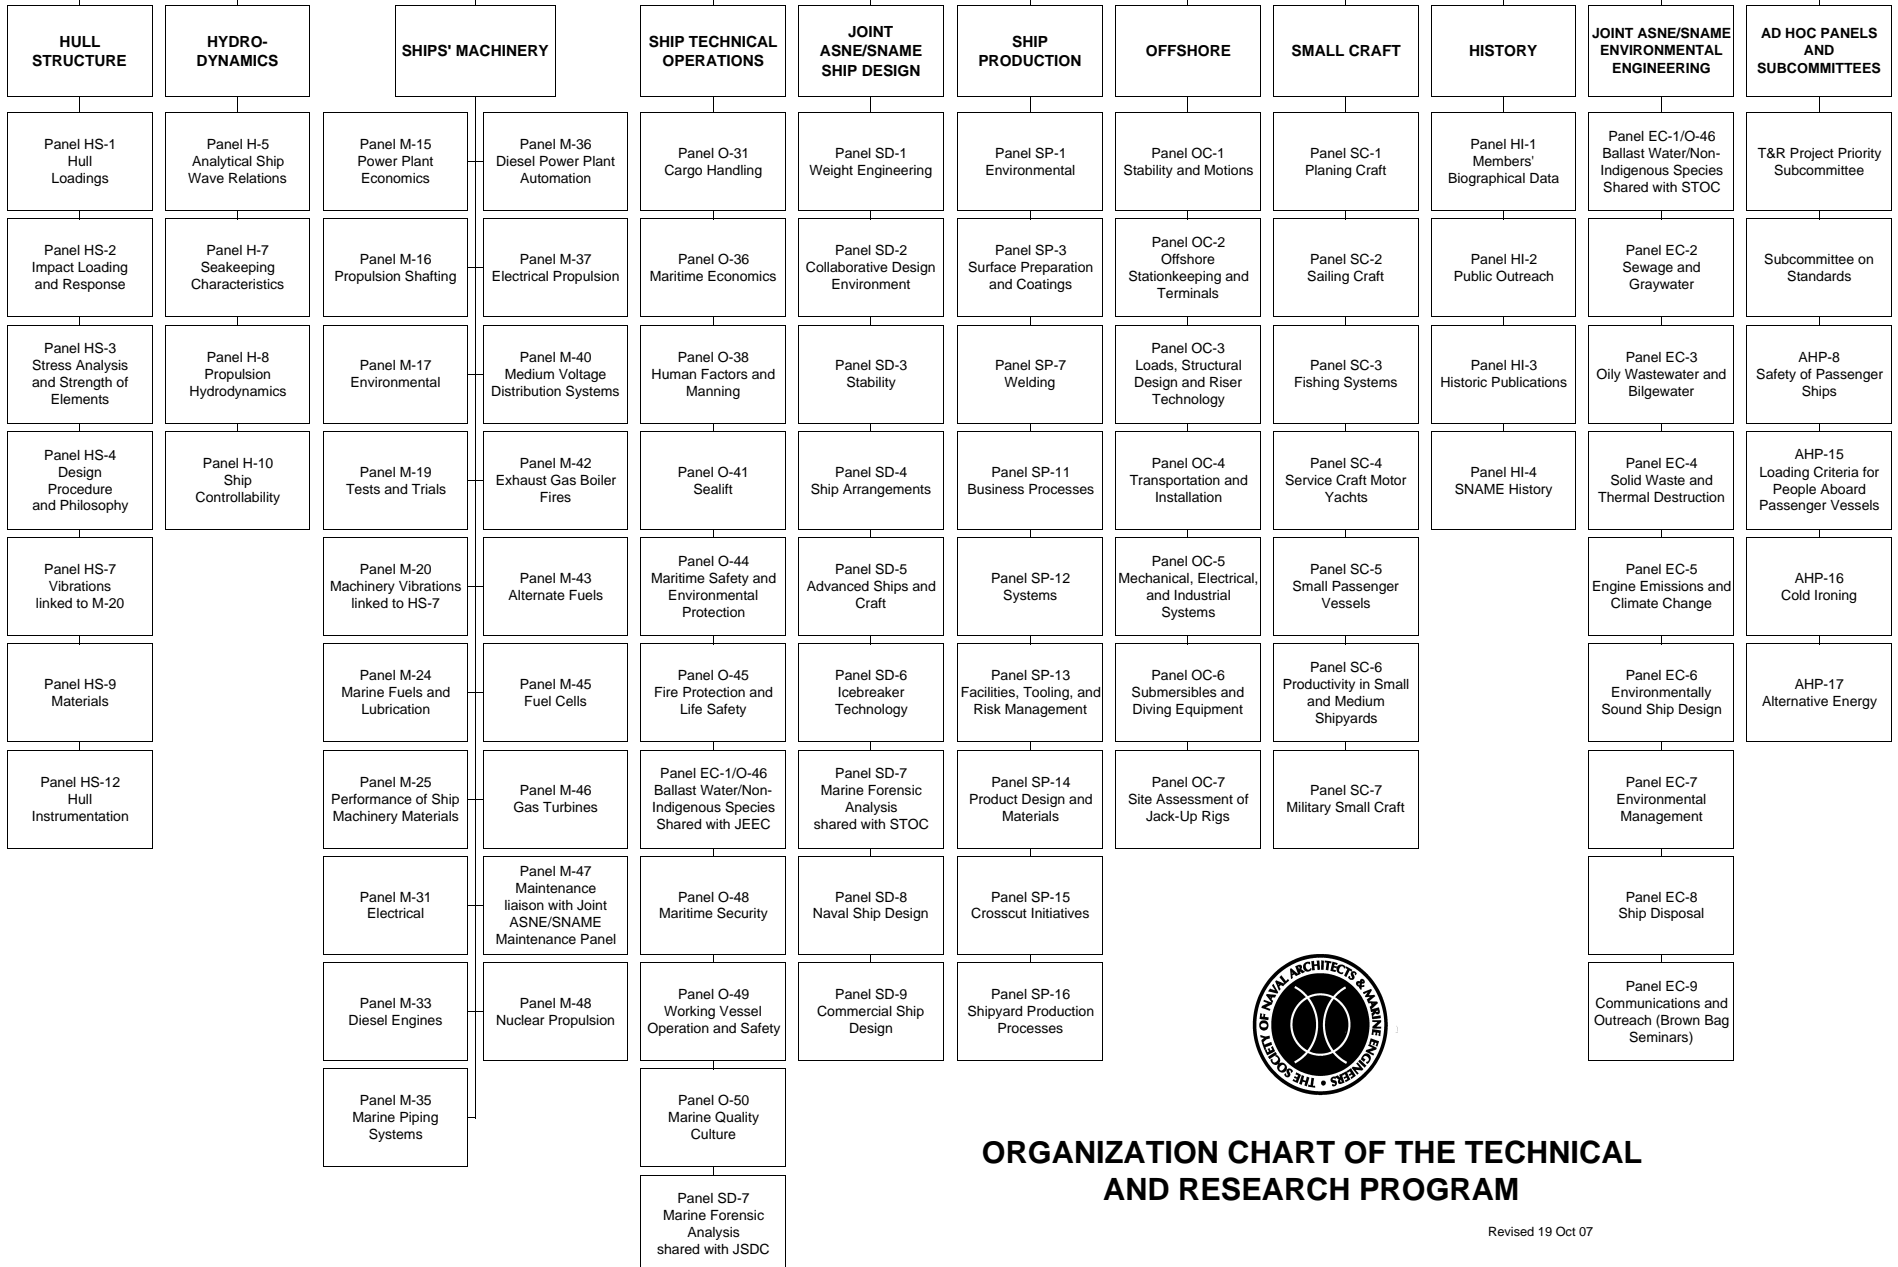 HULL
STRUCTURE
Panel HS-1
Hull
Loadings
Panel HS-2
Impact Loading
and Response
Panel HS-3
Stress Analysis
and Strength of
Elements
Panel HS-4
Design
Procedure
and Philosophy
Panel HS-7
Vibrations
linked to M-20
Panel HS-9
Materials
Panel HS-12
Hull
Instrumentation
HYDRO-
DYNAMICS
Panel H-5
Analytical Ship
Wave Relations
Panel H-7
Seakeeping
Characteristics
Panel H-8
Propulsion
Hydrodynamics
Panel H-10
Ship
Controllability
SHIPS' MACHINERY
Panel M-15
Power Plant
Economics
Panel M-16
Propulsion Shafting
Panel M-17
Environmental
Panel M-19
Tests and Trials
Panel M-20
Machinery Vibrations
linked to HS-7
Panel M-24
Marine Fuels and
Lubrication
Panel M-25
Performance of Ship
Machinery Materials
Panel M-31
Electrical
Panel M-33
Diesel Engines
Panel M-35
Marine Piping
Systems
Panel M-36
Diesel Power Plant
Automation
Panel M-37
Electrical Propulsion
Panel M-40
Medium Voltage
Distribution Systems
Panel M-42
Exhaust Gas Boiler
Fires
Panel M-43
Alternate Fuels
Panel M-45
Fuel Cells
Panel M-46
Gas Turbines
Panel M-47
Maintenance
liaison with Joint
ASNE/SNAME
Maintenance Panel
Panel M-48
Nuclear Propulsion
SHIP TECHNICAL
OPERATIONS
Panel O-31
Cargo Handling
Panel O-36
Maritime Economics
Panel O-38
Human Factors and
Manning
Panel O-41
Sealift
Panel O-44
Maritime Safety and
Environmental
Protection
Panel O-45
Fire Protection and
Life Safety
Panel EC-1/O-46
Ballast Water/Non-
Indigenous Species
Shared with JEEC
Panel O-48
Maritime Security
Panel O-49
Working Vessel
Operation and Safety
Panel O-50
Marine Quality
Culture
Panel SD-7
Marine Forensic
Analysis
shared with JSDC
JOINT
ASNE/SNAME
SHIP DESIGN
Panel SD-1
Weight Engineering
Panel SD-2
Collaborative Design
Environment
Panel SD-3
Stability
Panel SD-4
Ship Arrangements
Panel SD-5
Advanced Ships and
Craft
Panel SD-6
Icebreaker
Technology
Panel SD-7
Marine Forensic
Analysis
shared with STOC
Panel SD-8
Naval Ship Design
Panel SD-9
Commercial Ship
Design
SHIP
PRODUCTION
Panel SP-1
Environmental
Panel SP-3
Surface Preparation
and Coatings
Panel SP-7
Welding
Panel SP-11
Business Processes
Panel SP-12
Systems
Panel SP-13
Facilities, Tooling, and
Risk Management
Panel SP-14
Product Design and
Materials
Panel SP-15
Crosscut Initiatives
Panel SP-16
Shipyard Production
Processes
OFFSHORE
Panel OC-1
Stability and Motions
Panel OC-2
Offshore
Stationkeeping and
Terminals
Panel OC-3
Loads, Structural
Design and Riser
Technology
Panel OC-4
Transportation and
Installation
Panel OC-5
Mechanical, Electrical,
and Industrial
Systems
Panel OC-6
Submersibles and
Diving Equipment
Panel OC-7
Site Assessment of
Jack-Up Rigs
SMALL CRAFT
Panel SC-1
Planing Craft
Panel SC-2
Sailing Craft
Panel SC-3
Fishing Systems
Panel SC-4
Service Craft Motor
Yachts
Panel SC-5
Small Passenger
Vessels
Panel SC-6
Productivity in Small
and Medium
Shipyards
Panel SC-7
Military Small Craft
HISTORY
Panel HI-1
Members'
Biographical Data
Panel HI-2
Public Outreach
Panel HI-3
Historic Publications
Panel HI-4
SNAME History
JOINT ASNE/SNAME
ENVIRONMENTAL
ENGINEERING
Panel EC-1/O-46
Ballast Water/Non-
Indigenous Species
Shared with STOC
Panel EC-2
Sewage and
Graywater
Panel EC-3
Oily Wastewater and
Bilgewater
Panel EC-4
Solid Waste and
Thermal Destruction
Panel EC-5
Engine Emissions and
Climate Change
Panel EC-6
Environmentally
Sound Ship Design
Panel EC-7
Environmental
Management
Panel EC-8
Ship Disposal
Panel EC-9
Communications and
Outreach (Brown Bag
Seminars)
AD HOC PANELS
AND
SUBCOMMITTEES
T&R Project Priority
Subcommittee
Subcommittee on
Standards
AHP-8
Safety of Passenger
Ships
AHP-15
Loading Criteria for
People Aboard
Passenger Vessels
AHP-16
Cold Ironing
AHP-17
Alternative Energy
THE SOCIETY OF NAVAL ARCHITECTS & MARINE ENGINEERS •
ORGANIZATION CHART OF THE TECHNICAL
AND RESEARCH PROGRAM
Revised 19 Oct 07